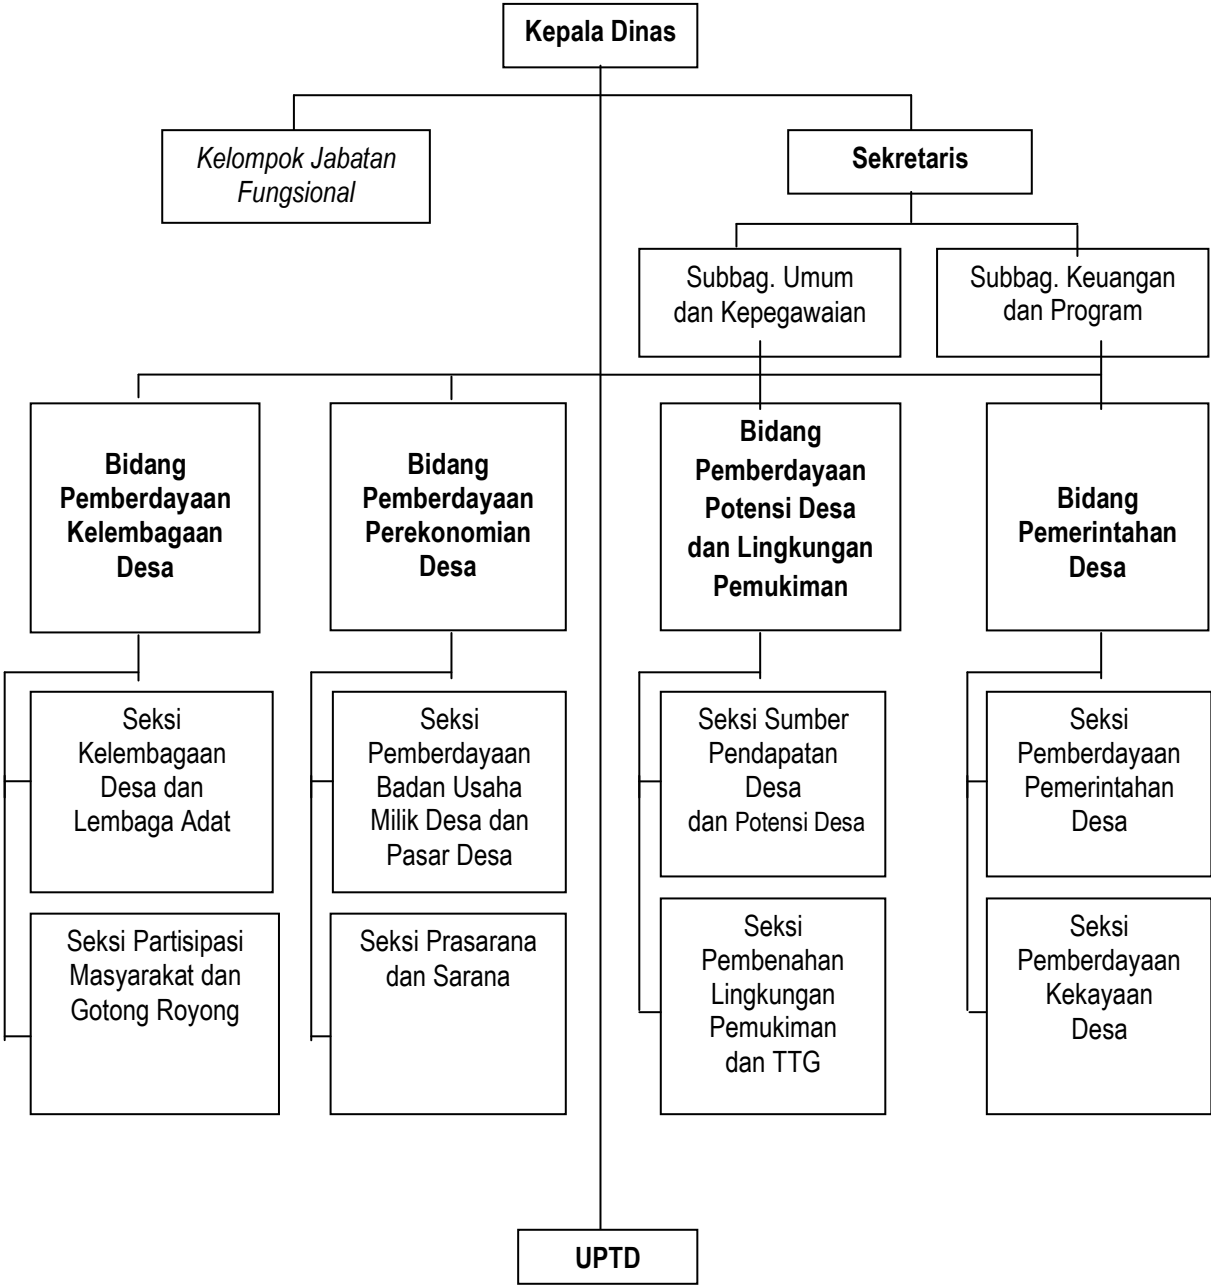 Kepala Dinas
Kelompok Jabatan
Fungsional
Sekretaris
Subbag. Umum
dan Kepegawaian
Subbag. Keuangan
dan Program
Bidang
Pemberdayaan
Kelembagaan
Desa
Bidang
Pemberdayaan
Perekonomian
Desa
Bidang
Pemberdayaan
Potensi Desa
dan Lingkungan
Pemukiman
Bidang
Pemerintahan
Desa
Seksi
Kelembagaan
Desa dan
Lembaga Adat
Seksi
Pemberdayaan
Badan Usaha
Milik Desa dan
Pasar Desa
Seksi Sumber
Pendapatan
Desa
dan Potensi Desa
Seksi
Pemberdayaan
Pemerintahan
Desa
Seksi Partisipasi
Masyarakat dan
Gotong Royong
Seksi Prasarana
dan Sarana
Seksi
Pembenahan
Lingkungan
Pemukiman
dan TTG
Seksi
Pemberdayaan
Kekayaan
Desa
UPTD